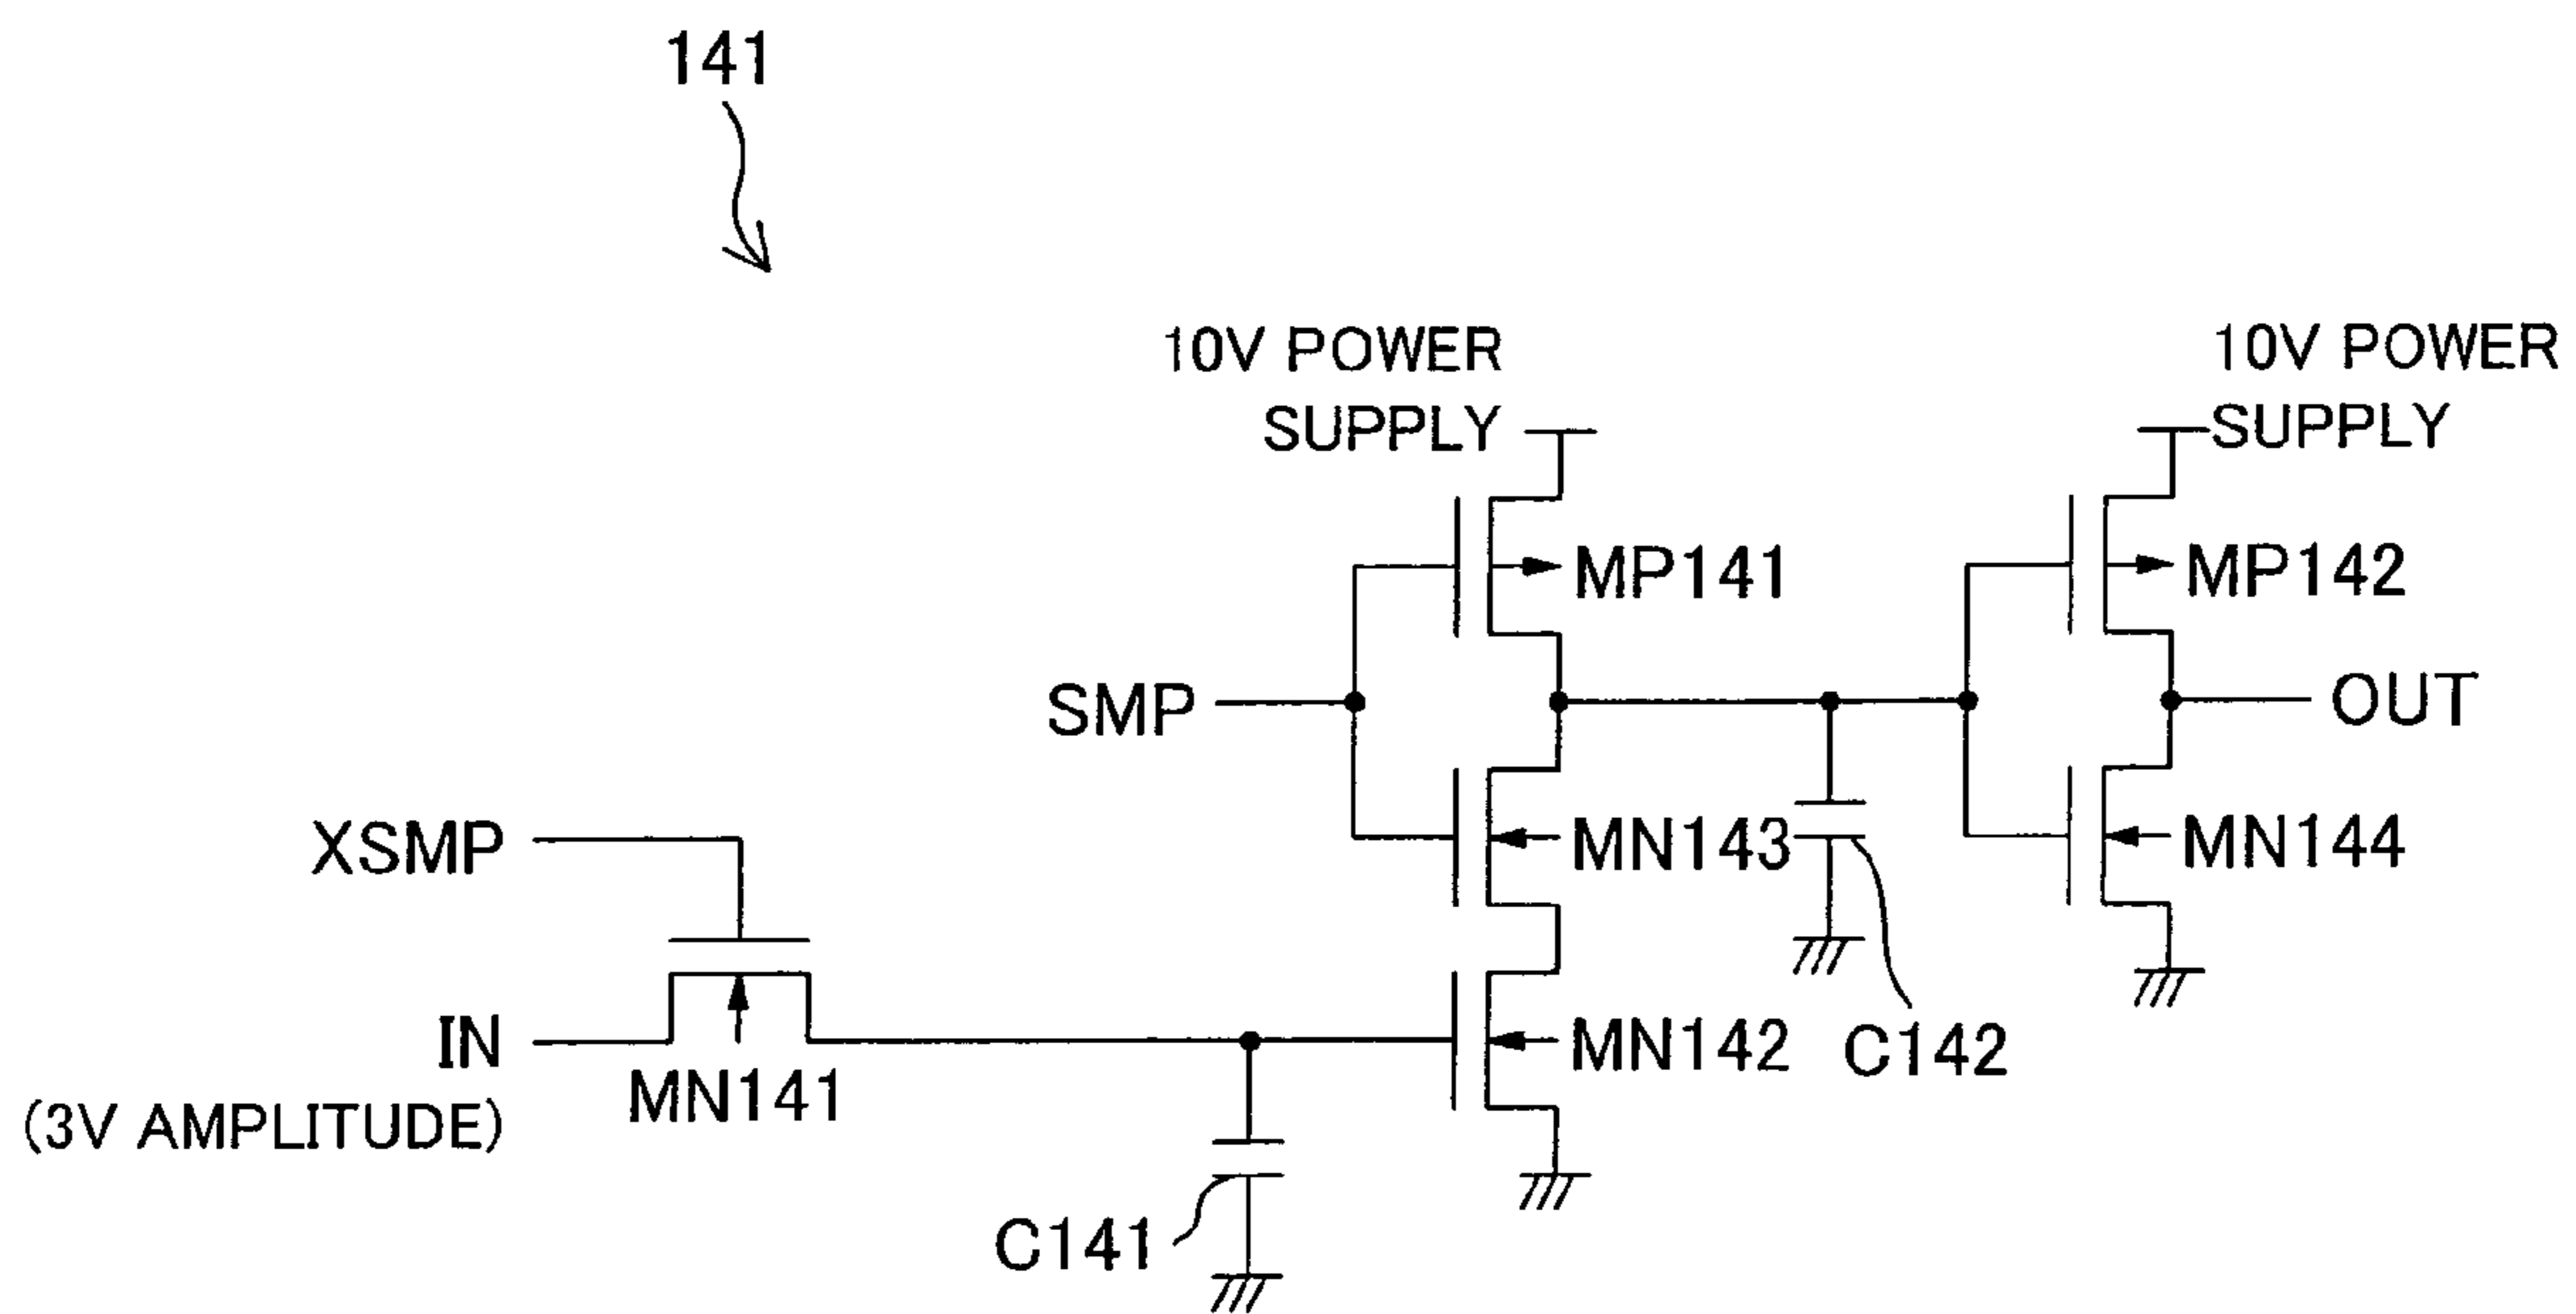 141
10V POWER
SUPPLY
10V POWER
SUPPLY
MP141
MP142
SMP
OUT
XSMP
MN143
MN144
IN
(3V AMPLITUDE)
MN141
MN142
C142
C141